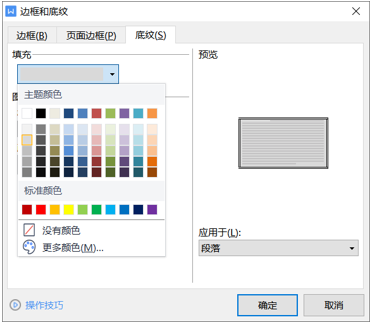 边框和底纹
边框(B) 页面边框(P) 底纹(S)
填充
预览
主题颜色
标准颜色
没有颜色
更多颜色(M)...
应用于(L):
段落
操作技巧
确定 取消